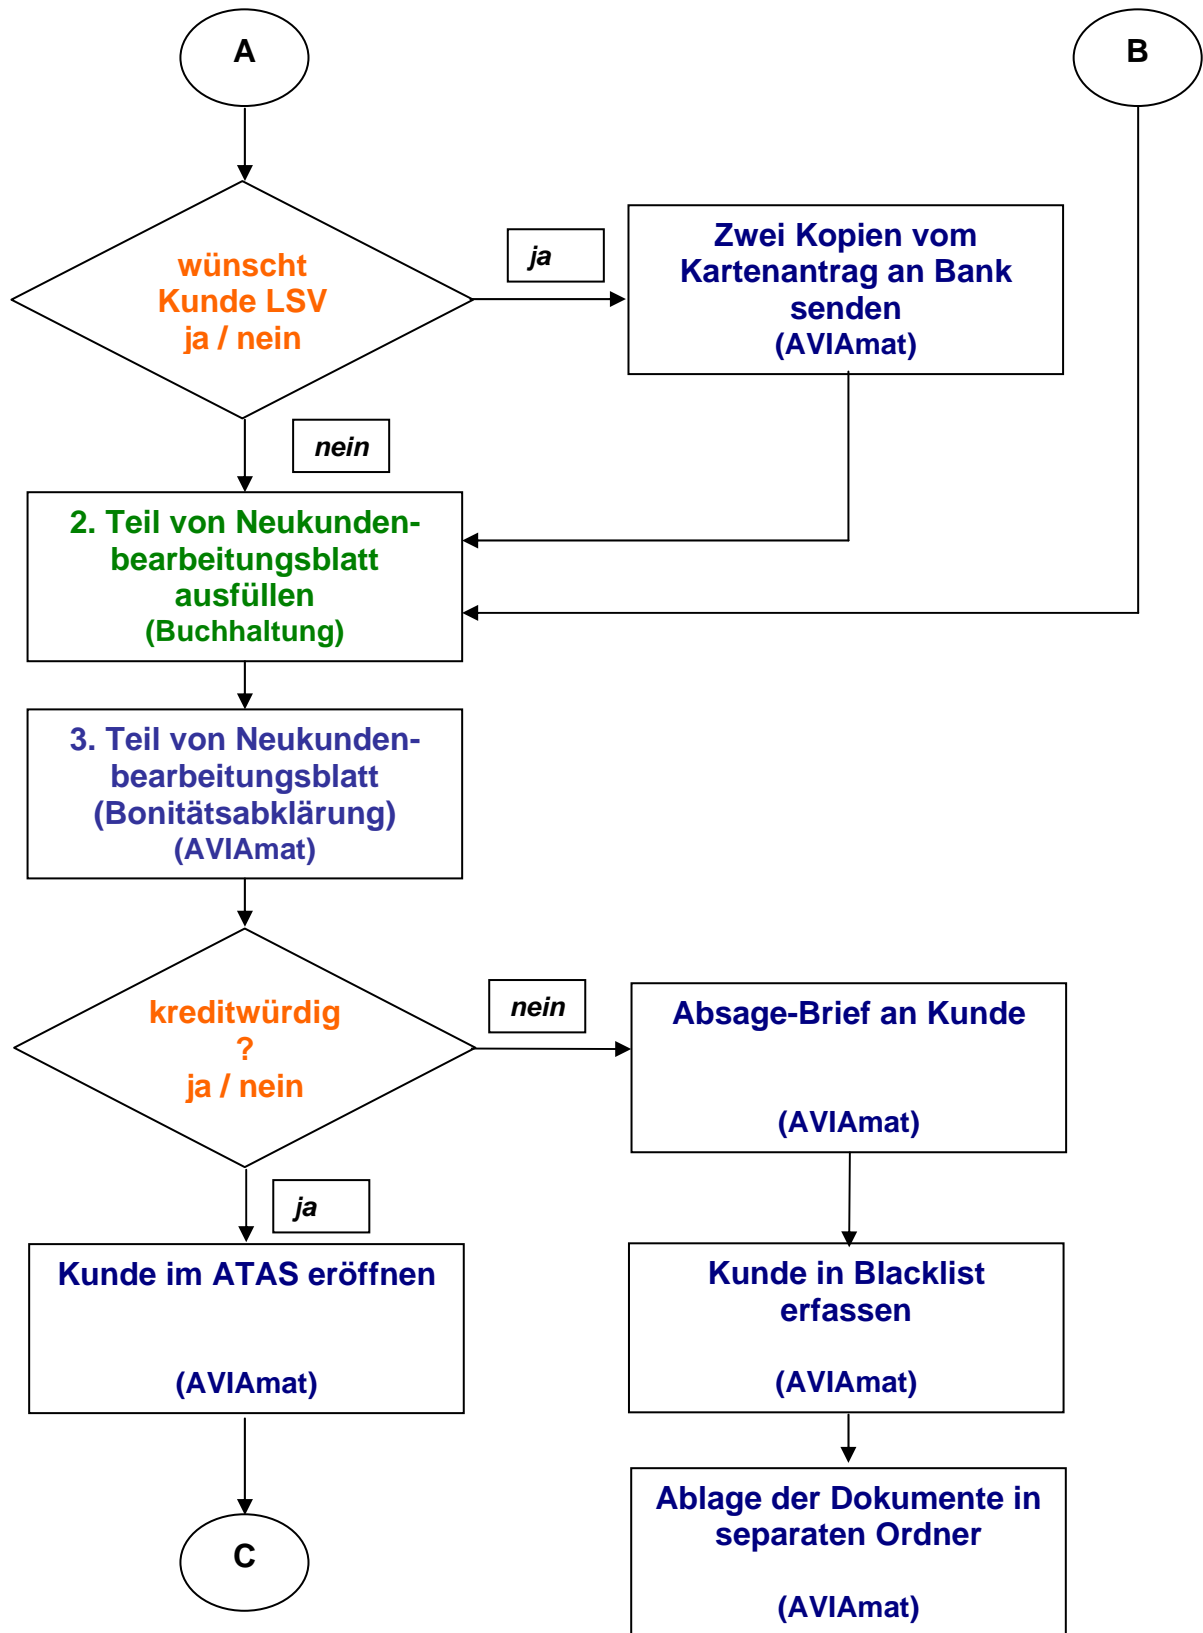 A
B
wünscht
Kunde LSV
ja / nein
ja
Zwei Kopien vom
Kartenantrag an Bank
senden
(AVIAmat)
nein
2. Teil von Neukunden-
bearbeitungsblatt
ausfüllen
(Buchhaltung)
3. Teil von Neukunden-
bearbeitungsblatt
(Bonitätsabklärung)
(AVIAmat)
kreditwürdig
?
ja / nein
nein
Absage-Brief an Kunde
(AVIAmat)
ja
Kunde im ATAS eröffnen
(AVIAmat)
Kunde in Blacklist
erfassen
(AVIAmat)
C
Ablage der Dokumente in
separaten Ordner
(AVIAmat)